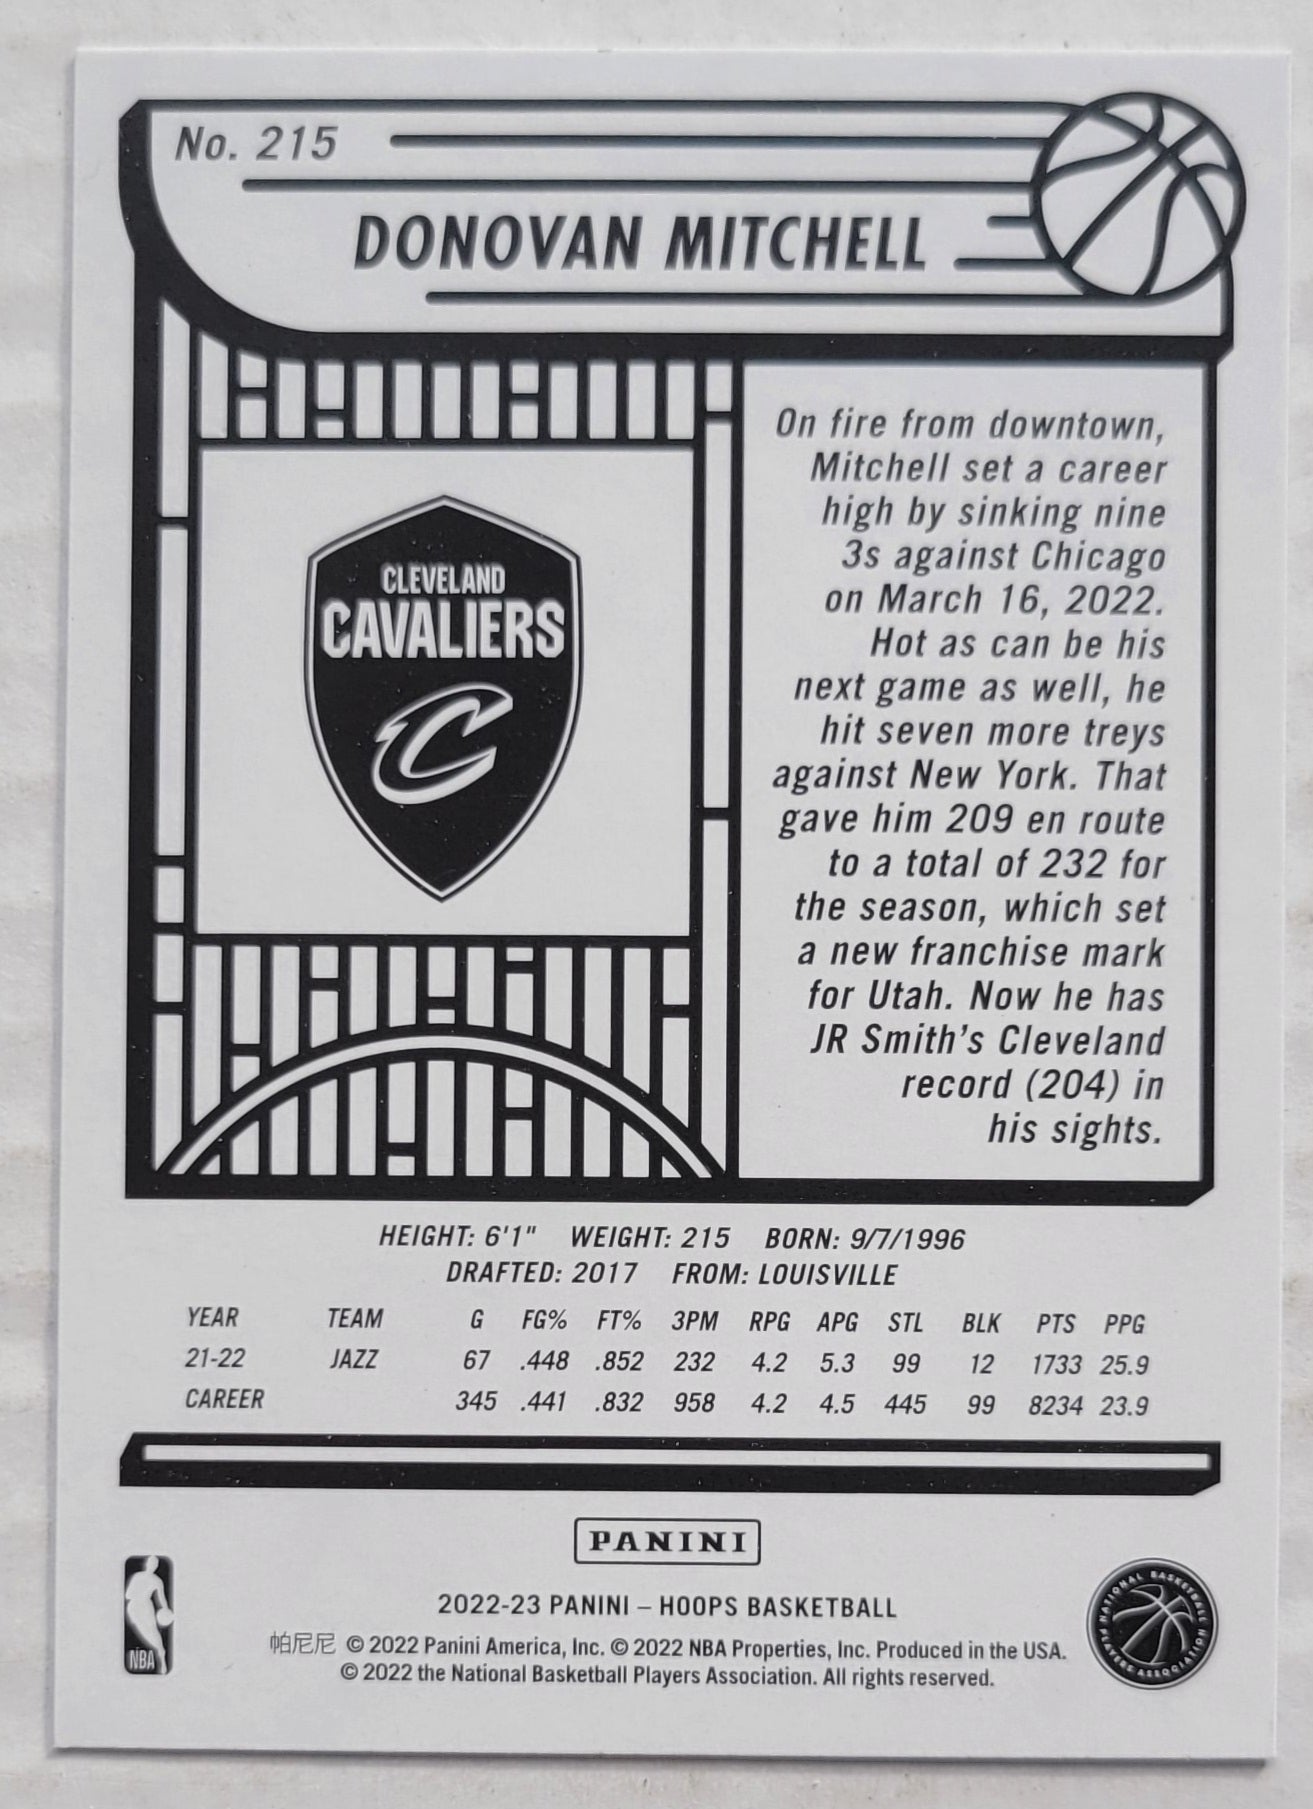 No. 215
DONOVAN MITCHELL
CLEVELAND
CAVALIERS
C
On fire from downtown,
Mitchell set a career
high by sinking nine
3s against Chicago
on March 16, 2022.
Hot as can be his
next game as well, he
hit seven more treys
against New York. That
gave him 209 en route
to a total of 232 for
the season, which set
a new franchise mark
for Utah. Now he has
JR Smith's Cleveland
record (204) in
his sights.
HEIGHT: 6'1" WEIGHT: 215 BORN: 9/7/1996
DRAFTED: 2017 FROM: LOUISVILLE
YEAR TEAM G FG% FT% 3PM RPG APG STL BLK PTS PPG
21-22 JAZZ 67 .448 .852 232 4.2 5.3 99 12 1733 25.9
CAREER 345 .441 .832 958 4.2 4.5 445 99 8234 23.9
PANINI
2022-23 PANINI – HOOPS BASKETBALL
帕尼尼 © 2022 Panini America, Inc. © 2022 NBA Properties, Inc. Produced in the USA.
© 2022 the National Basketball Players Association. All rights reserved.
NBA
NATIONAL BASKETBALL PLAYERS ASSOCIATION